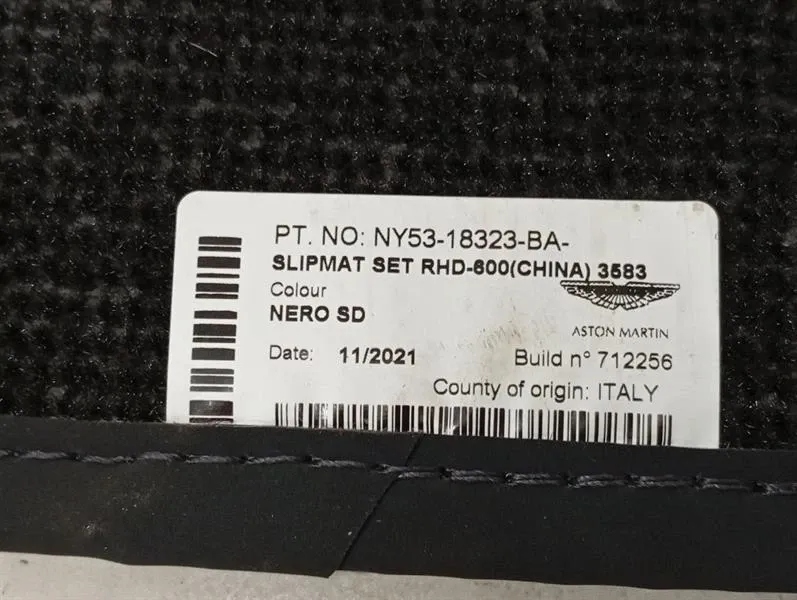 PT. NO: NY53-18323-BA-
SLIPMAT SET RHD-600(CHINA) 3583
Colour
NERO SD
ASTON MARTIN
Date: 11/2021
Build n° 712256
County of origin: ITALY